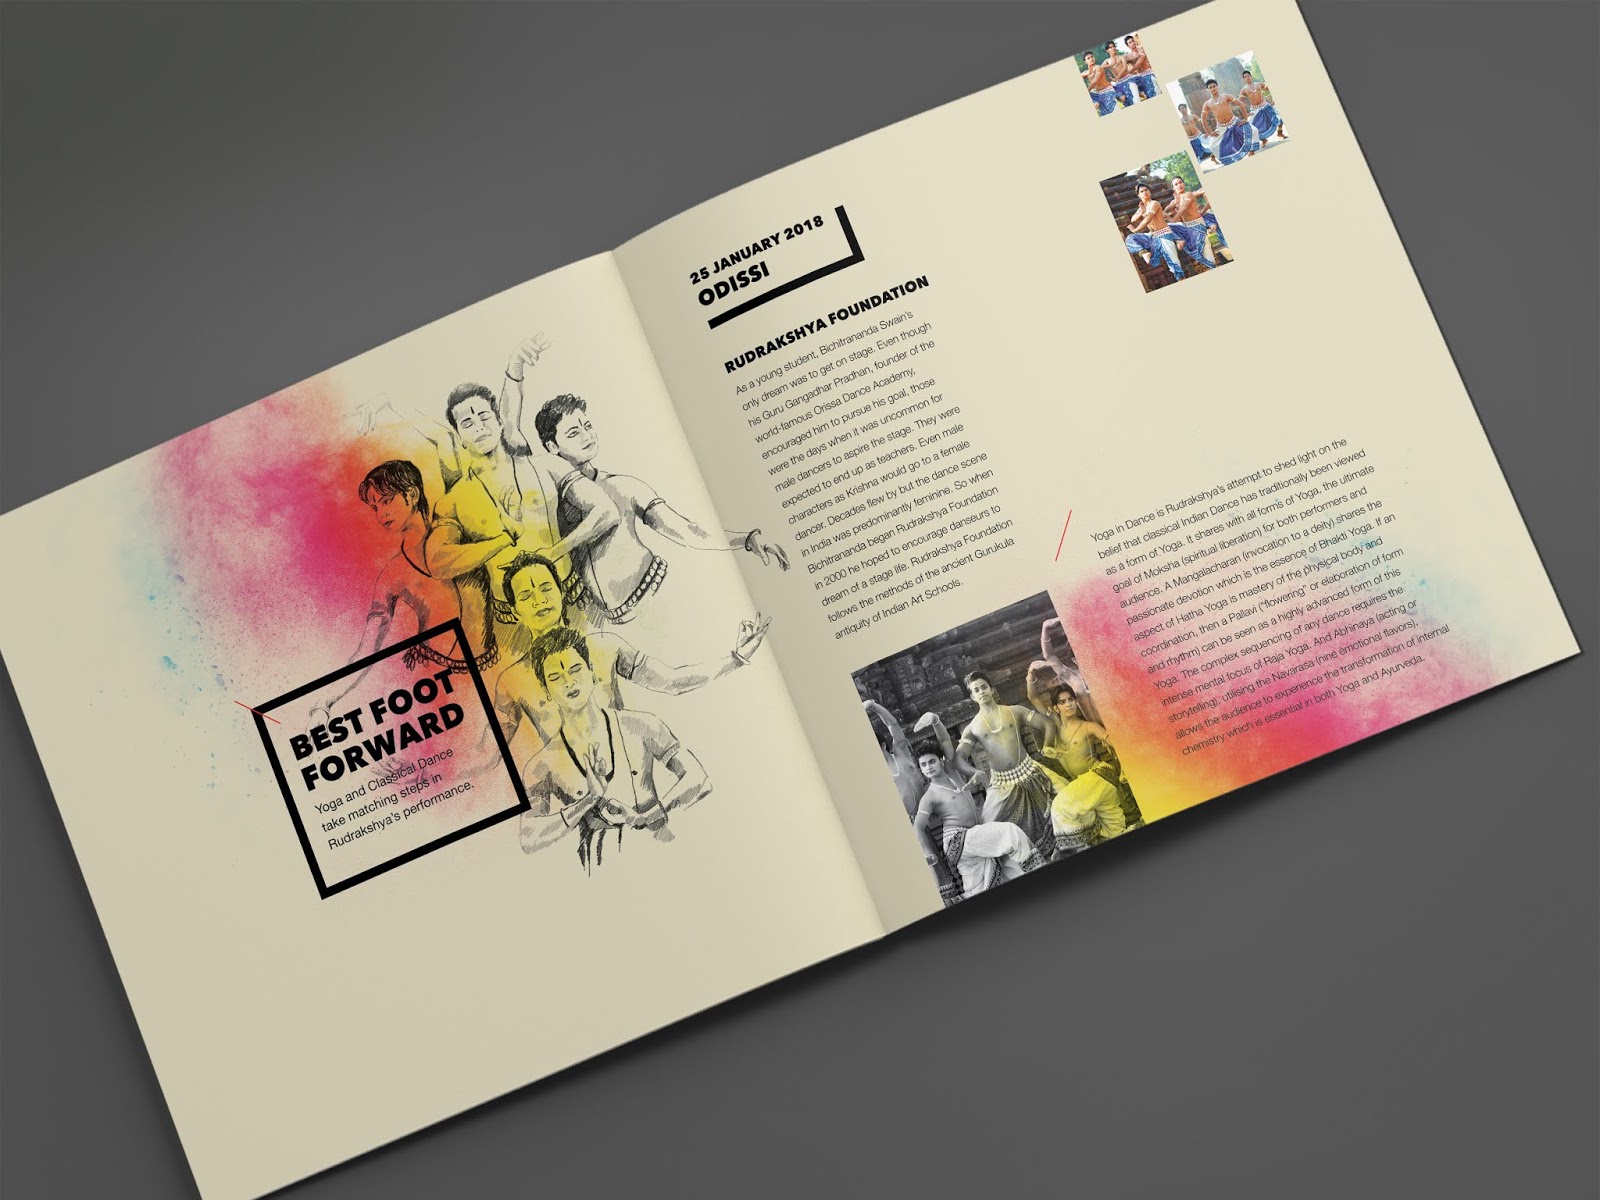 BEST FOOT
FORWARD
Yoga and Classical Dance
take matching steps in
Rudrakshya's performance.
25 JANUARY 2018
ODISSI
RUDRAKSHYA FOUNDATION
As a young student, Bichitrananda Swain's
only dream was to get on stage. Even though
his Guru Gangadhar Pradhan, founder of the
world-famous Orissa Dance Academy,
encouraged him to pursue his goal, those
were the days when it was uncommon for
male dancers to aspire the stage. They were
expected to end up as teachers. Even male
characters as Krishna would go to a female
dancer. Decades flew by but the dance scene
in India was predominantly feminine. So when
Bichitrananda began Rudrakshya Foundation
in 2000 he hoped to encourage danseurs to
dream of a stage life. Rudrakshya Foundation
follows the methods of the ancient Gurukula
antiquity of Indian Art Schools.
Yoga in Dance is Rudrakshya's attempt to shed light on the
belief that classical Indian Dance has traditionally been viewed
as a form of Yoga. It shares with all forms of Yoga, the ultimate
goal of Moksha (spiritual liberation) for both performers and
audience. A Mangalacharan (invocation to a deity) shares the
passionate devotion which is the essence of Bhakti Yoga. If an
aspect of Hatha Yoga is mastery of the physical body and
coordination, then a Pallavi ("flowering" or elaboration of form
and rhythm) can be seen as a highly advanced form of this
Yoga. The complex sequencing of any dance requires the
intense mental focus of Raja Yoga. And Abhinaya (acting or
storytelling), utilising the Navarasa (nine emotional flavors),
allows the audience to experience the transformation of internal
chemistry which is essential in both Yoga and Ayurveda.